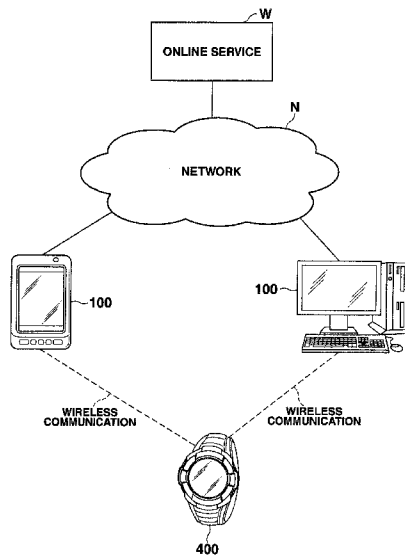 W
ONLINE SERVICE
N
NETWORK
100
100
WIRELESS
COMMUNICATION
WIRELESS
COMMUNICATION
400